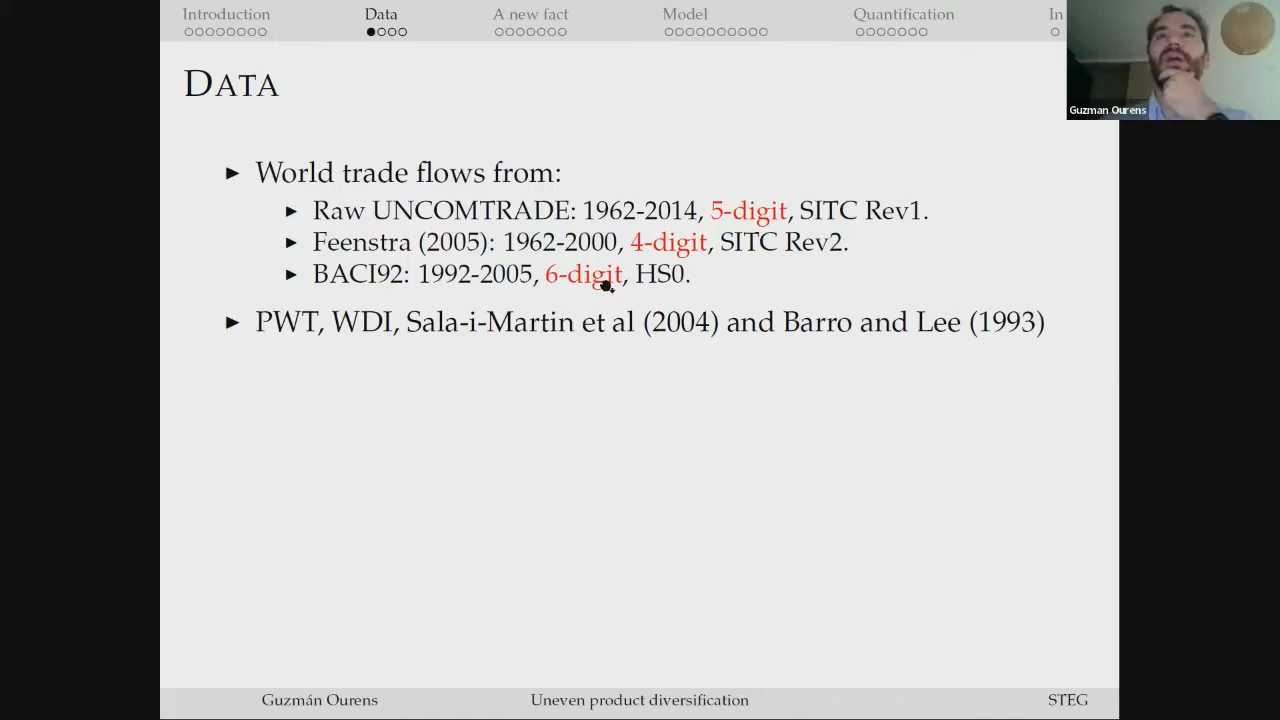 Introduction Data A new fact Model Quantification In
DATA
Guzman Ourens
World trade flows from:
Raw UNCOMTRADE: 1962-2014, 5-digit, SITC Rev1.
Feenstra (2005): 1962-2000, 4-digit, SITC Rev2.
BACI92: 1992-2005, 6-digit, HS0.
PWT, WDI, Sala-i-Martin et al (2004) and Barro and Lee (1993)
Guzmán Ourens Uneven product diversification STEG